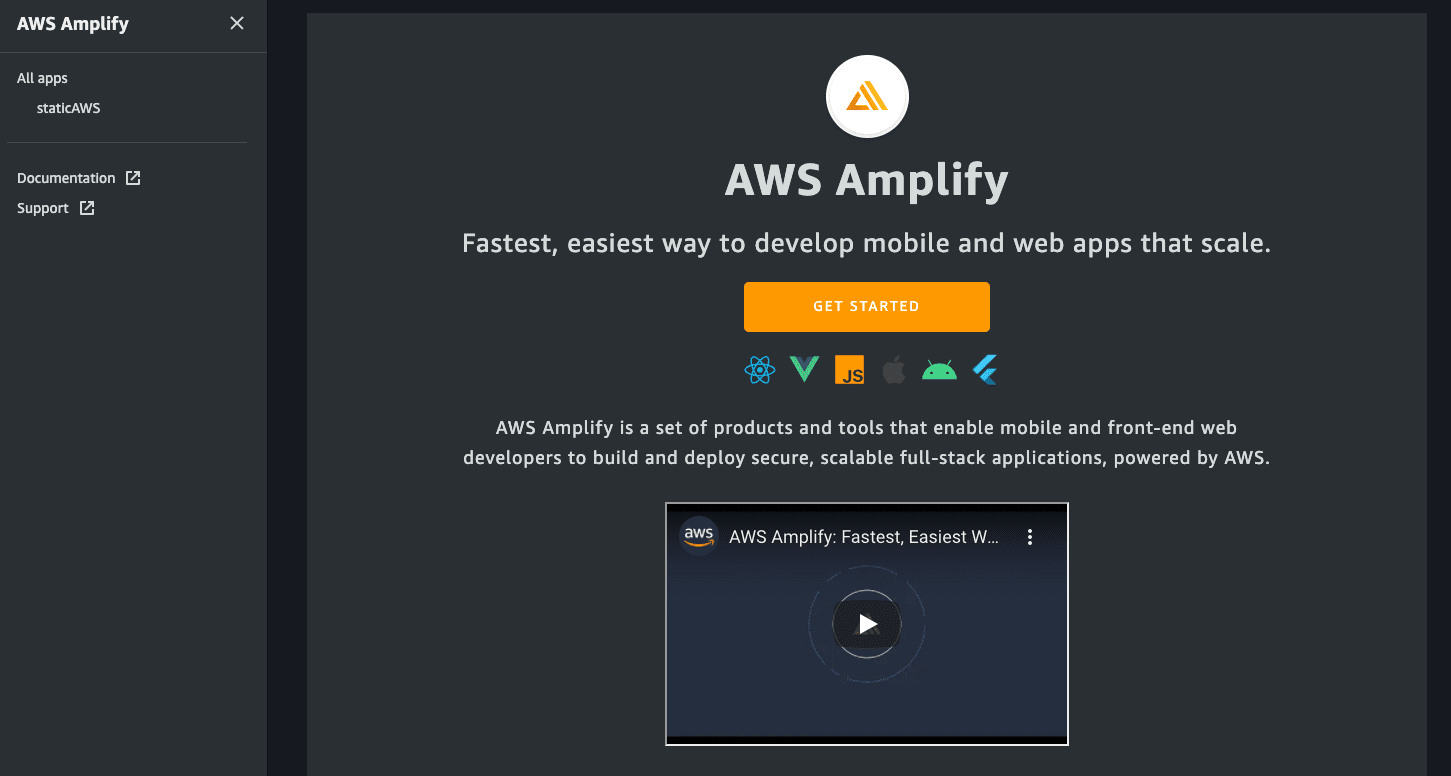 AWS Amplify
All apps
staticAWS
Documentation
Support
AWS Amplify
Fastest, easiest way to develop mobile and web apps that scale.
GET STARTED
JS
AWS Amplify is a set of products and tools that enable mobile and front-end web
developers to build and deploy secure, scalable full-stack applications, powered by AWS.
aws AWS Amplify: Fastest, Easiest W...